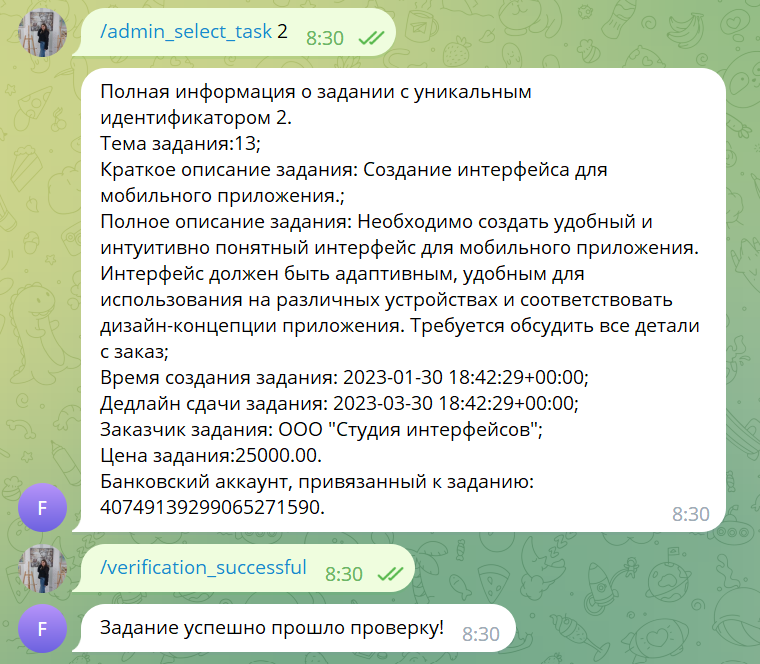 /admin_select_task 2 8:30
Полная информация о задании с уникальным
идентификатором 2.
Тема задания:13;
Краткое описание задания: Создание интерфейса для
мобильного приложения.;
Полное описание задания: Необходимо создать удобный и
интуитивно понятный интерфейс для мобильного приложения.
Интерфейс должен быть адаптивным, удобным для
использования на различных устройствах и соответствовать
дизайн-концепции приложения. Требуется обсудить все детали
с заказ;
Время создания задания: 2023-01-30 18:42:29+00:00;
Дедлайн сдачи задания: 2023-03-30 18:42:29+00:00;
Заказчик задания: ООО "Студия интерфейсов";
Цена задания:25000.00.
Банковский аккаунт, привязанный к заданию:
40749139299065271590.
F 8:30
/verification_successful 8:30
F Задание успешно прошло проверку! 8:30